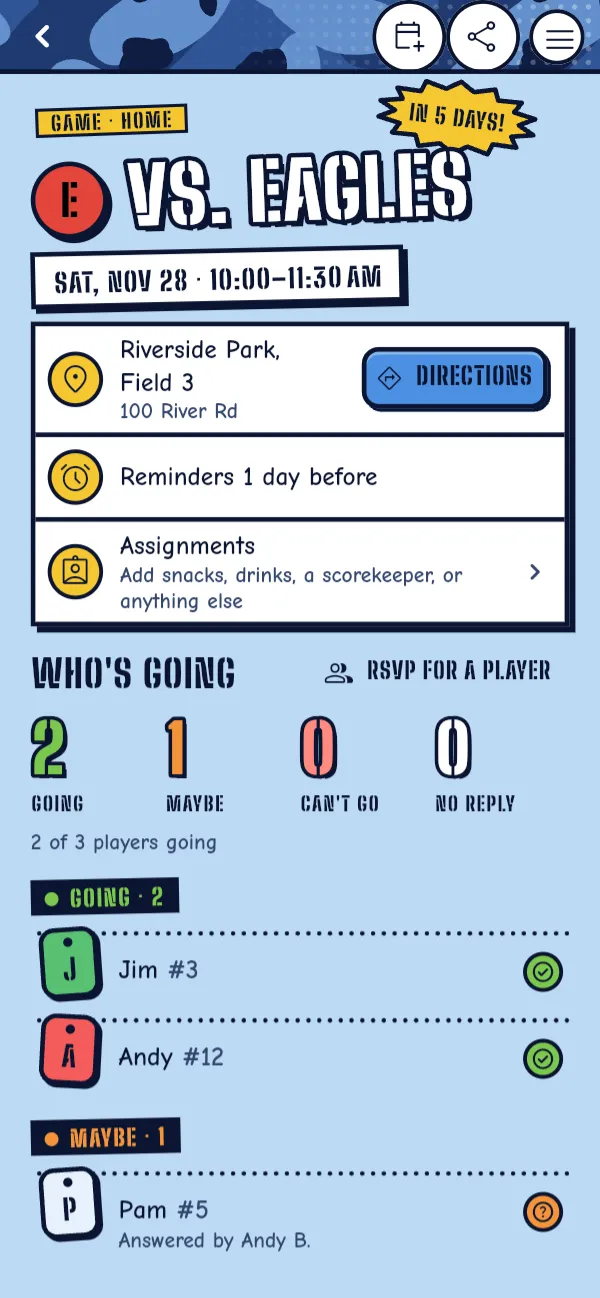 GAME · HOME
IN 5 DAYS!
E
VS. EAGLES
SAT, NOV 28 · 10:00–11:30 AM
Riverside Park,
Field 3
100 River Rd
DIRECTIONS
Reminders 1 day before
Assignments
Add snacks, drinks, a scorekeeper, or
anything else
WHO'S GOING
RSVP FOR A PLAYER
2
GOING
1
MAYBE
0
CAN'T GO
0
NO REPLY
2 of 3 players going
GOING · 2
J
Jim #3
A
Andy #12
MAYBE · 1
P
Pam #5
Answered by Andy B.